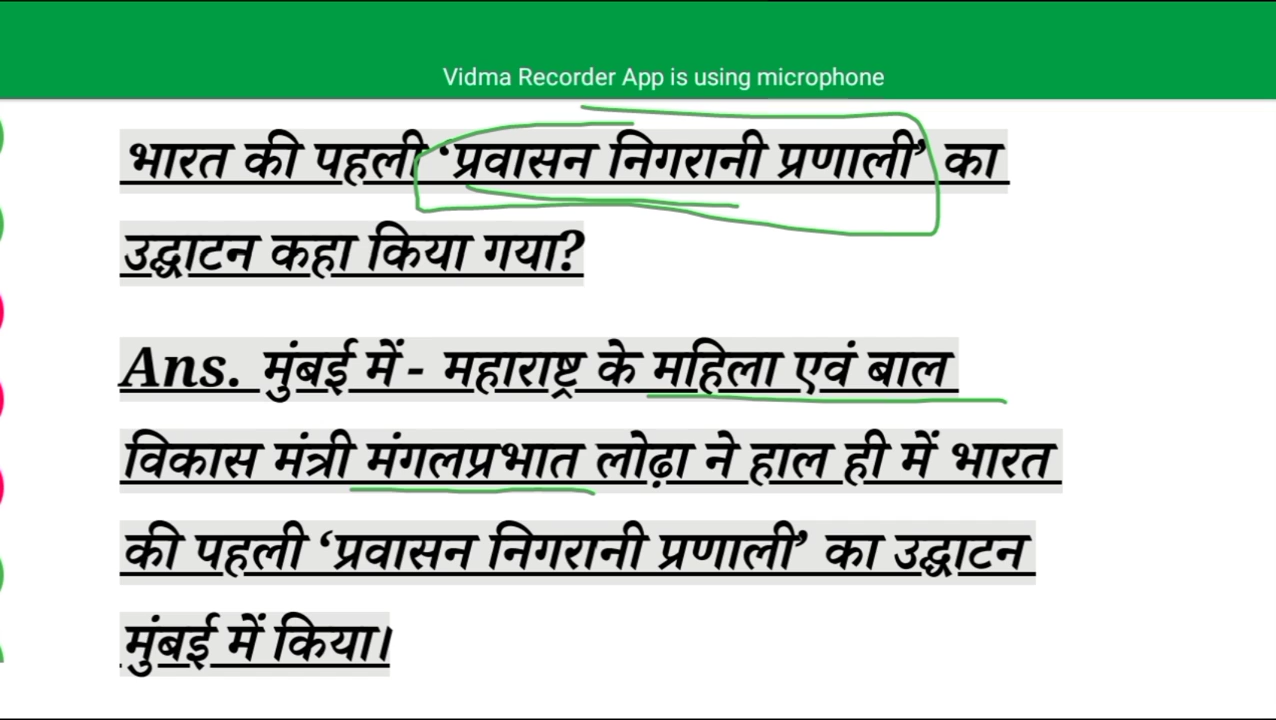 Vidma Recorder App is using microphone
भारत की पहली ‘प्रवासन निगरानी प्रणाली’ का
उद्घाटन कहा किया गया?
Ans. मुंबई में- महाराष्ट्र के महिला एवं बाल
विकास मंत्री मंगलप्रभात लोढ़ा ने हाल ही में भारत
की पहली ‘प्रवासन निगरानी प्रणाली’ का उद्घाटन
मुंबई में किया।